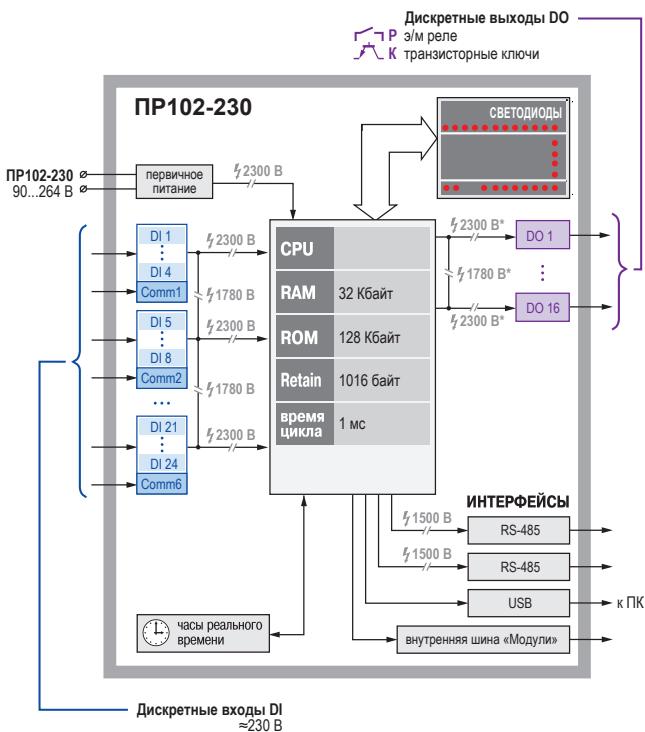 Дискретные выходы DO
Р э/м реле
К транзисторные ключи
ПР102-230
СВЕТОДИОДЫ
ПР102-230
90...264 В
первичное
питание
2300 В
DI 1
DI 4
Comm1
2300 В
1780 В
DI 5
DI 8
Comm2
2300 В
1780 В
...
DI 21
DI 24
Comm6
2300 В
CPU
RAM 32 Кбайт
ROM 128 Кбайт
Retain 1016 байт
время
цикла 1 мс
2300 В*
DO 1
1780 В*
2300 В*
DO 16
ИНТЕРФЕЙСЫ
1500 В
RS-485
1500 В
RS-485
USB
к ПК
внутренняя шина «Модули»
часы реального
времени
Дискретные входы DI
≈230 В